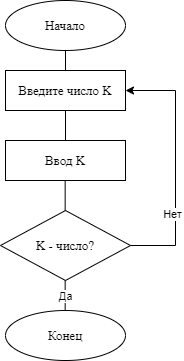 Начало
Введите число K
Ввод K
K - число?
Нет
Да
Конец